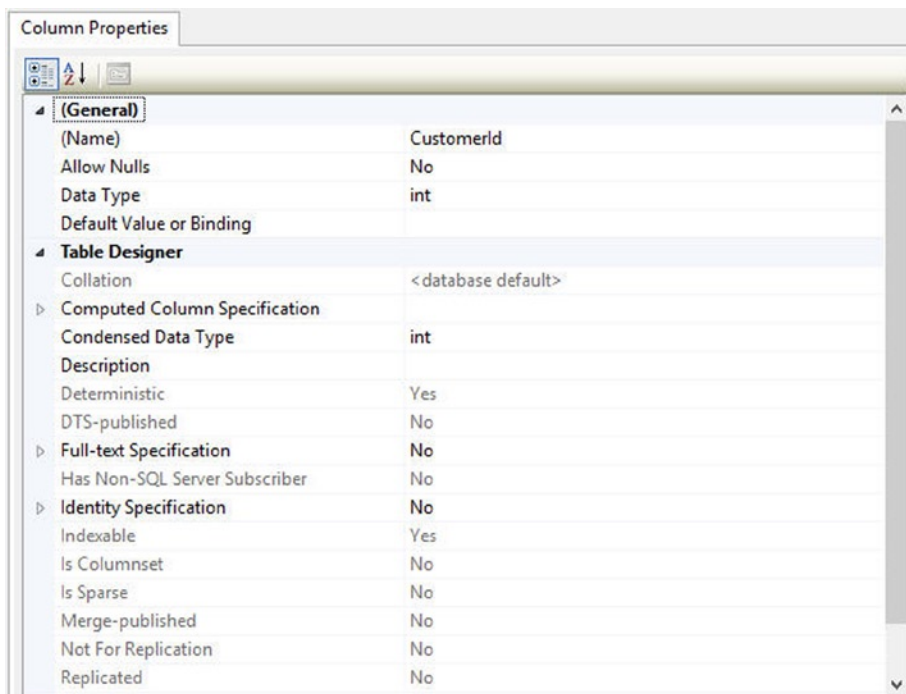 Column Properties
(General)
(Name) CustomerId
Allow Nulls No
Data Type int
Default Value or Binding
Table Designer
Collation <database default>
Computed Column Specification
Condensed Data Type int
Description
Deterministic Yes
DTS-published No
Full-text Specification No
Has Non-SQL Server Subscriber No
Identity Specification No
Indexable Yes
Is Columnset No
Is Sparse No
Merge-published No
Not For Replication No
Replicated No